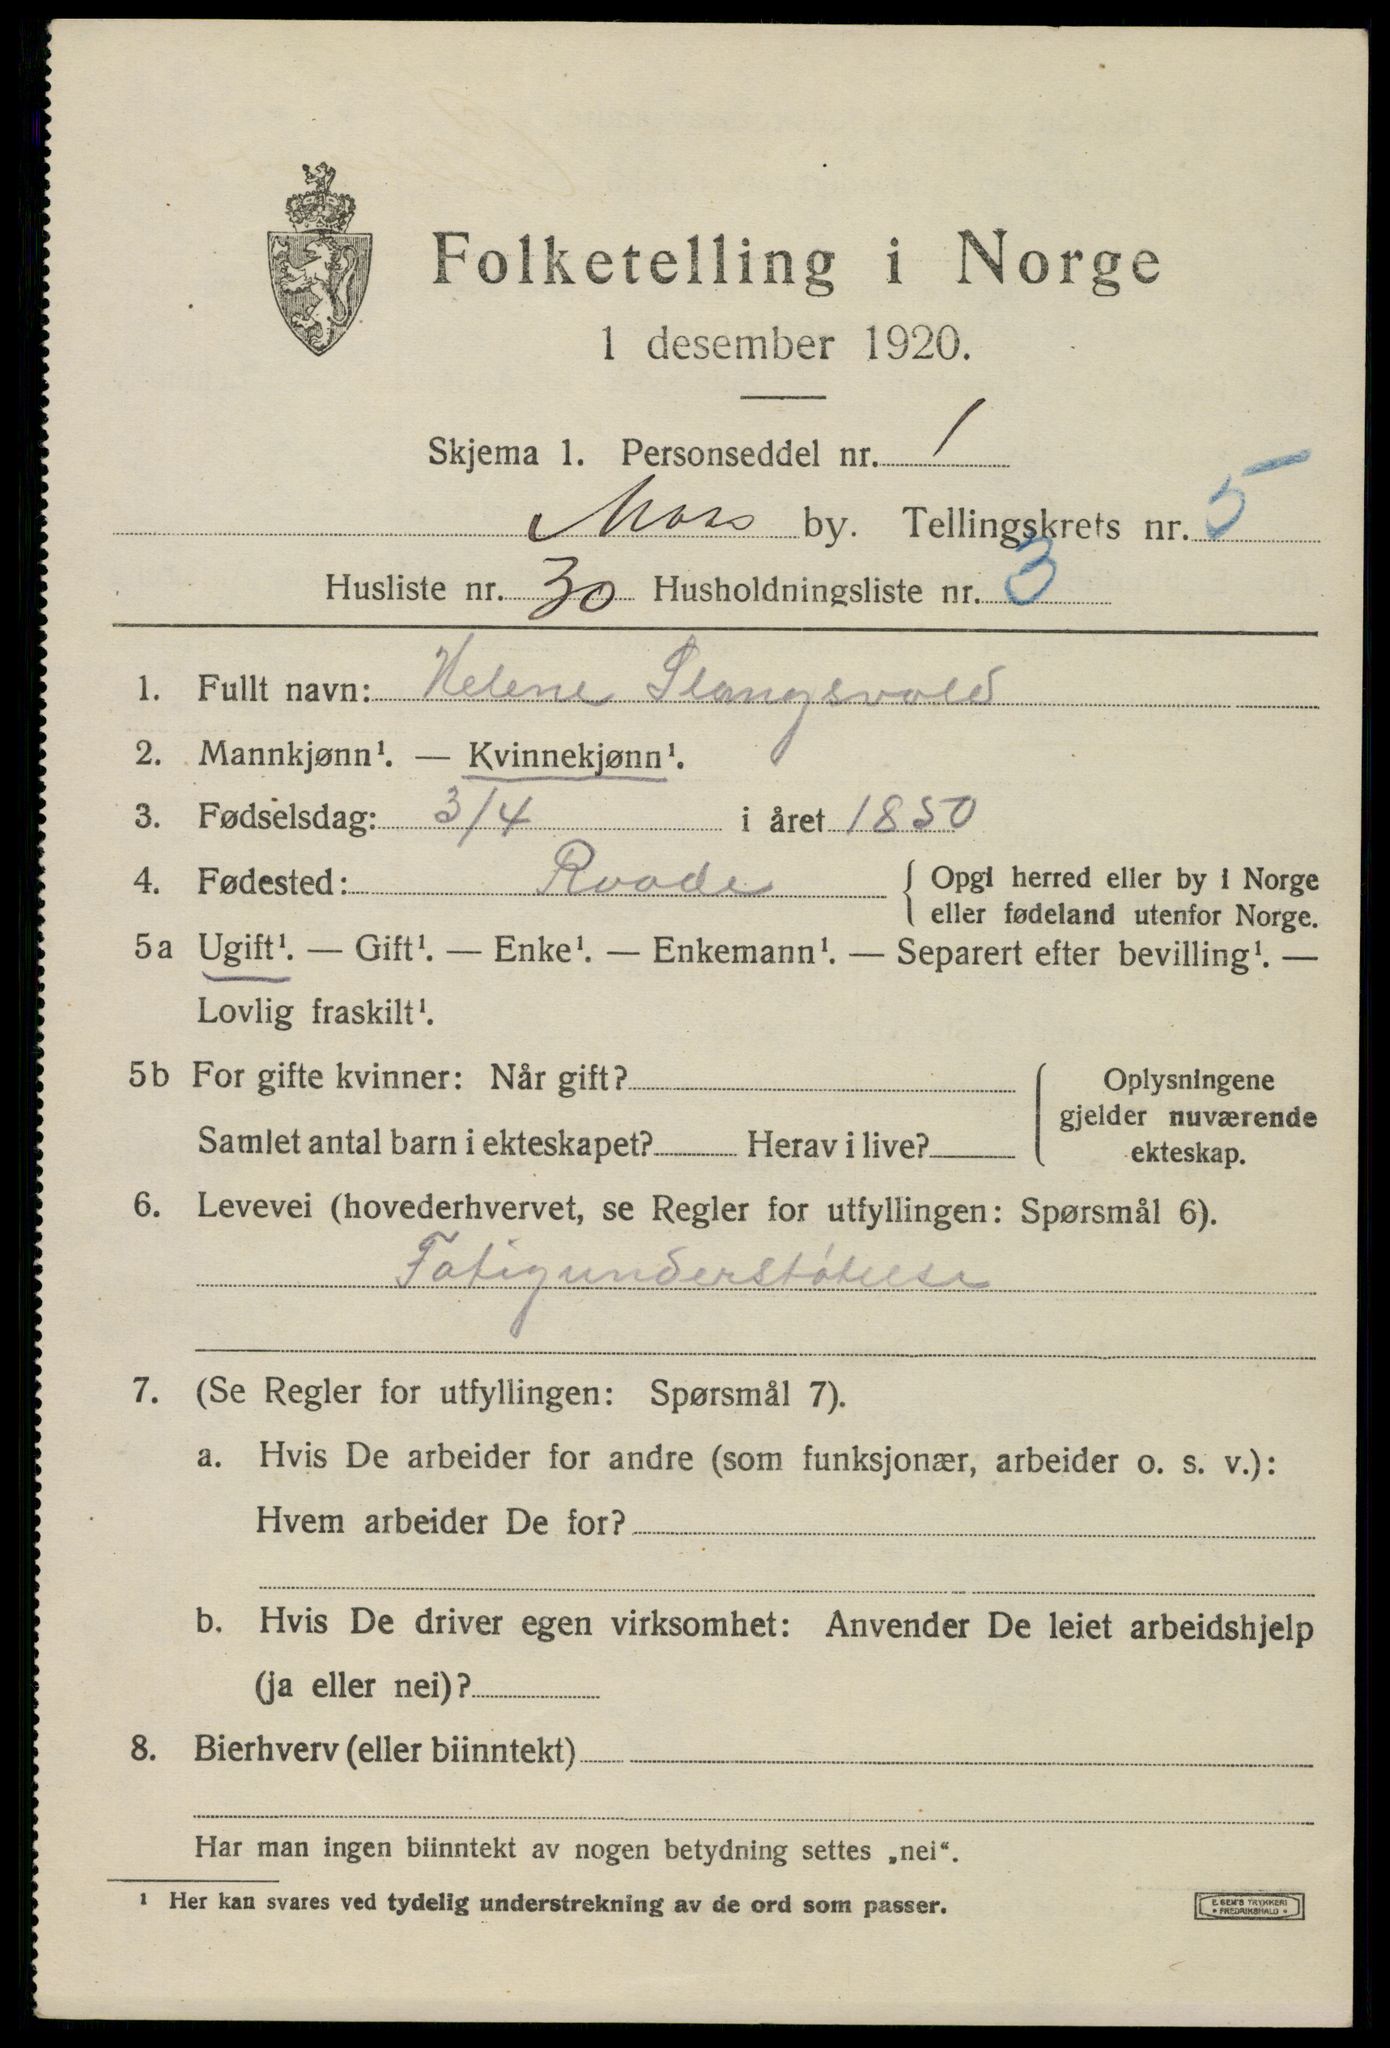 Folketelling i Norge
1 desember 1920.
Skjema 1. Personseddel nr. 1
Moss by. Tellingskrets nr. 5
Husliste nr. 30 Husholdningsliste nr. 3
1. Fullt navn: Helene Slangsvold
2. Mannkjønn¹. — Kvinnekjønn¹.
3. Fødselsdag: 3/4 i året 1850
4. Fødested: Raade { Opgi herred eller by i Norge
eller fødeland utenfor Norge.
5a Ugift¹. — Gift¹. — Enke¹. — Enkemann¹. — Separert efter bevilling¹. —
Lovlig fraskilt¹.
5b For gifte kvinner: Når gift? { Oplysningene
gjelder nuværende
Samlet antal barn i ekteskapet? Herav i live? ekteskap.
6. Levevei (hovederhvervet, se Regler for utfyllingen: Spørsmål 6).
Fatigunderstøtelse
7. (Se Regler for utfyllingen: Spørsmål 7).
a. Hvis De arbeider for andre (som funksjonær, arbeider o. s. v.):
Hvem arbeider De for?
b. Hvis De driver egen virksomhet: Anvender De leiet arbeidshjelp
(ja eller nei)?
8. Bierhverv (eller biinntekt)
Har man ingen biinntekt av nogen betydning settes „nei“.
¹ Her kan svares ved tydelig understrekning av de ord som passer.
E. SEM'S TRYKKERI
• FREDRIKSHALD •